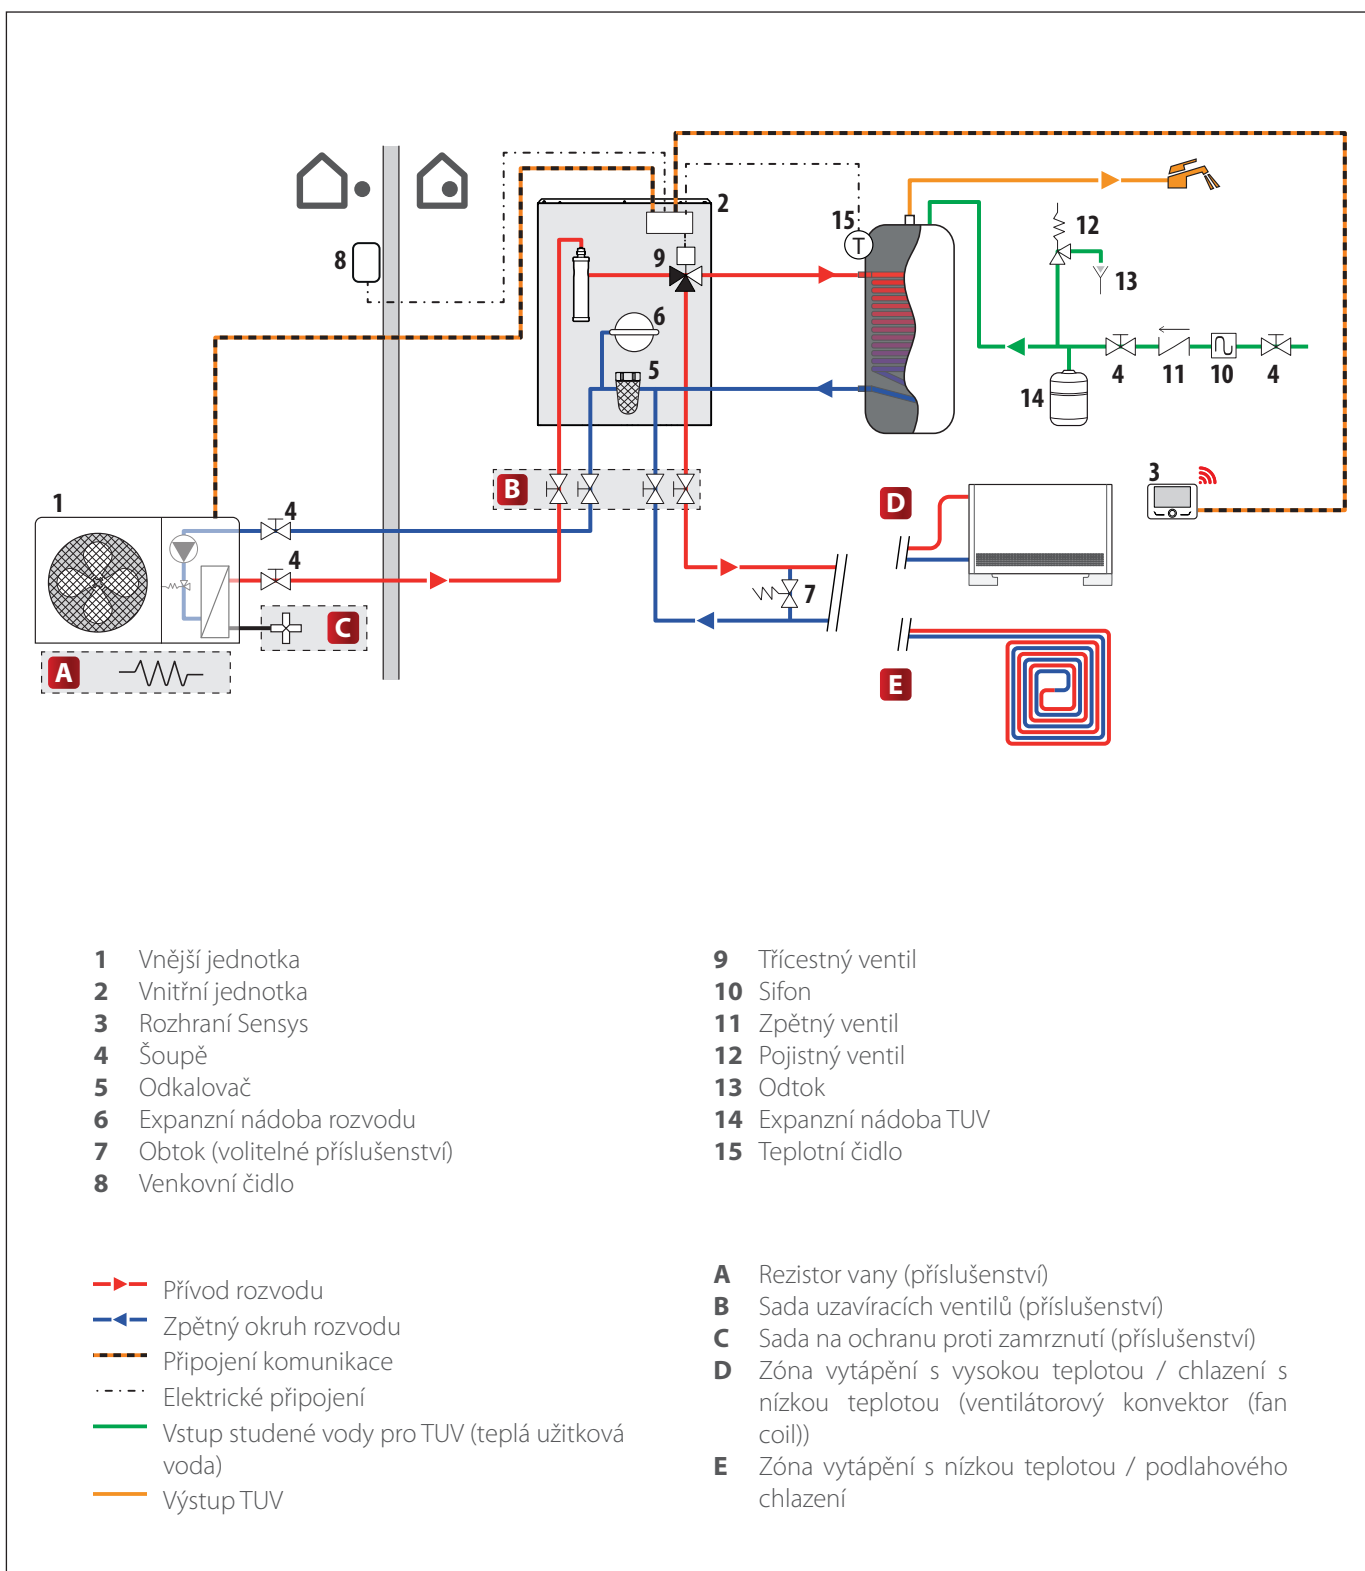 2
12
15
T
8
9
13
6
5
4
11
10
4
14
3
B
D
1
4
4
7
C
A
E
1 Vnější jednotka
2 Vnitřní jednotka
3 Rozhraní Sensys
4 Šoupě
5 Odkalovač
6 Expanzní nádoba rozvodu
7 Obtok (volitelné příslušenství)
8 Venkovní čidlo
9 Třícestný ventil
10 Sifon
11 Zpětný ventil
12 Pojistný ventil
13 Odtok
14 Expanzní nádoba TUV
15 Teplotní čidlo
Přívod rozvodu
Zpětný okruh rozvodu
Připojení komunikace
Elektrické připojení
Vstup studené vody pro TUV (teplá užitková
voda)
Výstup TUV
A Rezistor vany (příslušenství)
B Sada uzavíracích ventilů (příslušenství)
C Sada na ochranu proti zamrznutí (příslušenství)
D Zóna vytápění s vysokou teplotou / chlazení s
nízkou teplotou (ventilátorový konvektor (fan
coil))
E Zóna vytápění s nízkou teplotou / podlahového
chlazení